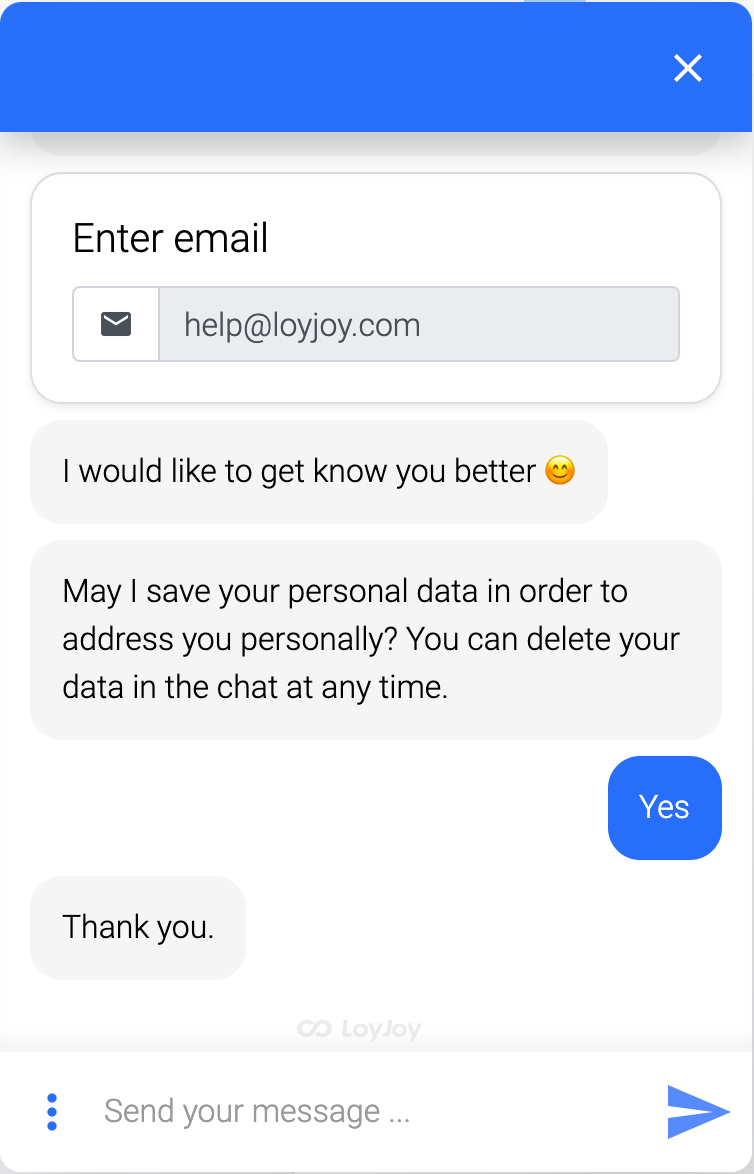 Enter email
help@loyjoy.com
I would like to get know you better 😊
May I save your personal data in order to
address you personally? You can delete your
data in the chat at any time.
Yes
Thank you.
LoyJoy
Send your message ...